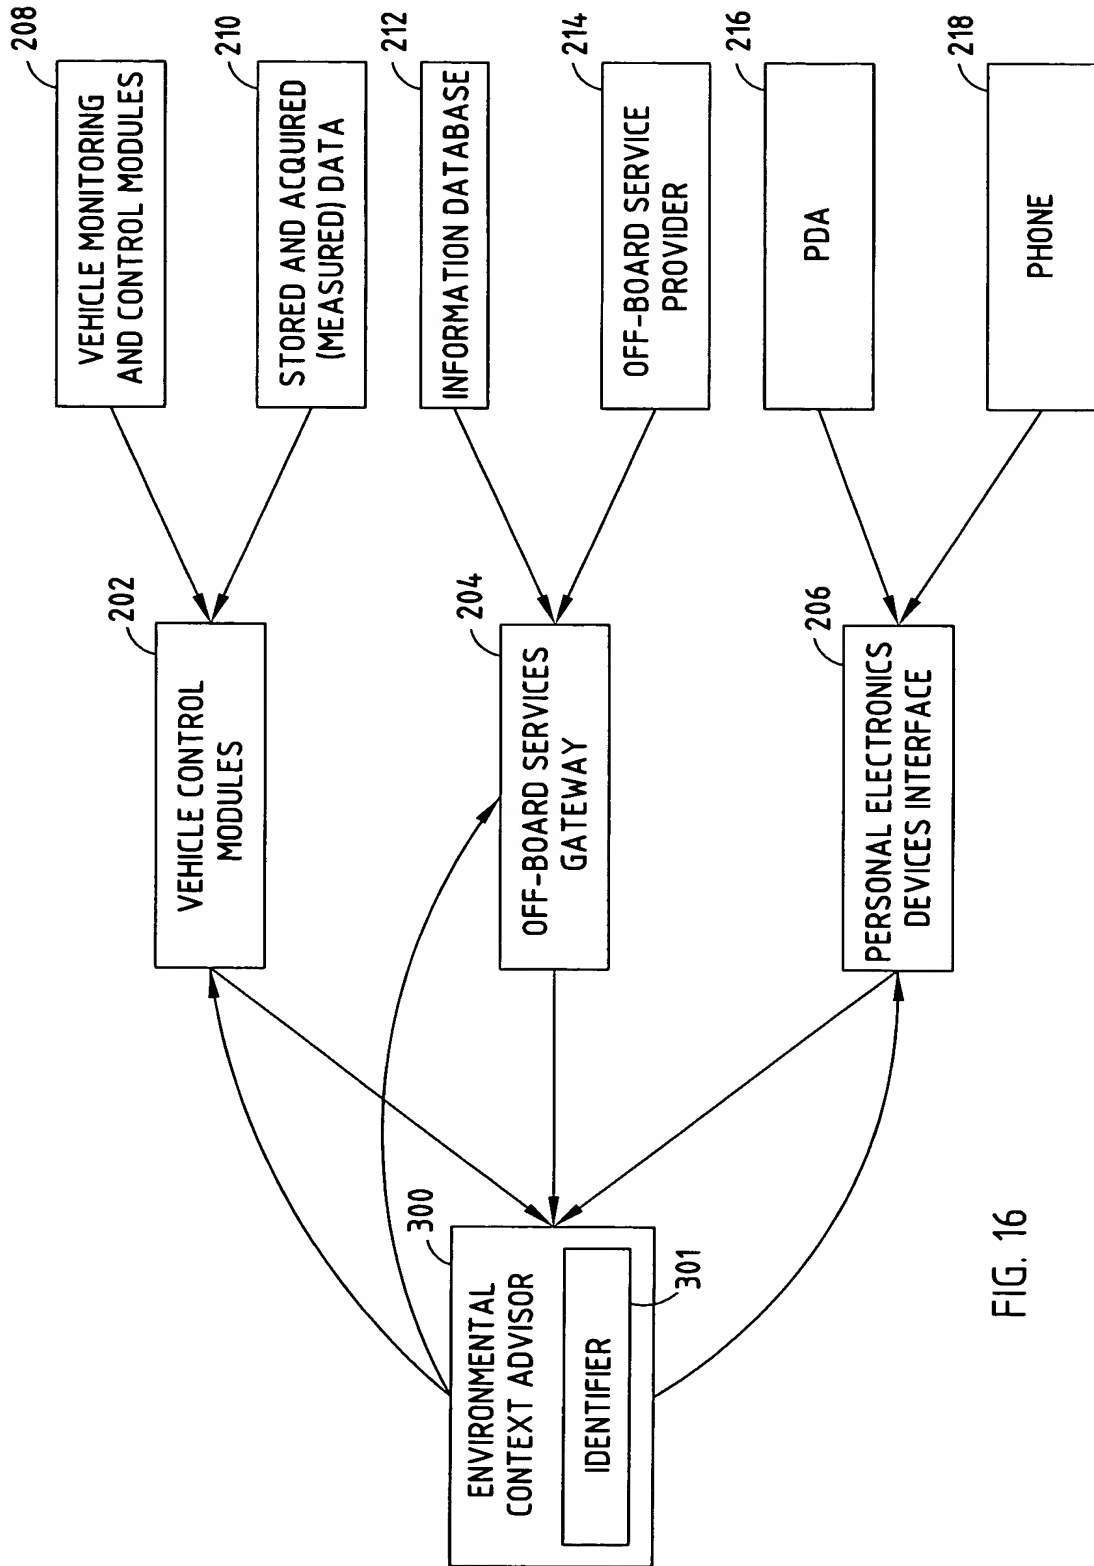 208
VEHICLE MONITORING
AND CONTROL MODULES
210
STORED AND ACQUIRED
(MEASURED) DATA
212
INFORMATION DATABASE
214
OFF-BOARD SERVICE
PROVIDER
216
PDA
218
PHONE
202
VEHICLE CONTROL
MODULES
204
OFF-BOARD SERVICES
GATEWAY
206
PERSONAL ELECTRONICS
DEVICES INTERFACE
300
ENVIRONMENTAL
CONTEXT ADVISOR
IDENTIFIER
301
FIG. 16